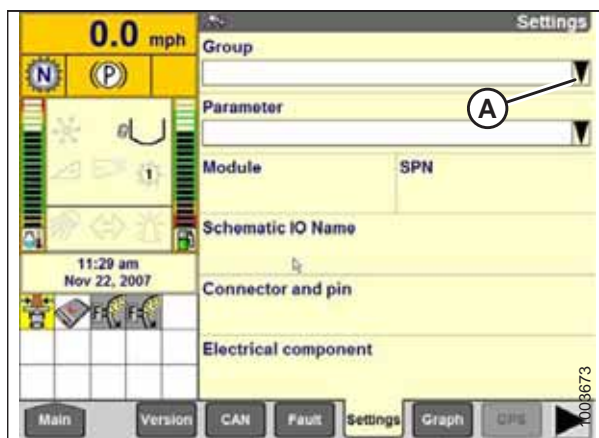 0.0 mph
Settings
N
(P)
Group
A
Parameter
1
Module
SPN
Schematic IO Name
11:29 am
Nov 22, 2007
Connector and pin
Electrical component
Main
Version
CAN
Fault
Settings
Graph
GPS
1003673